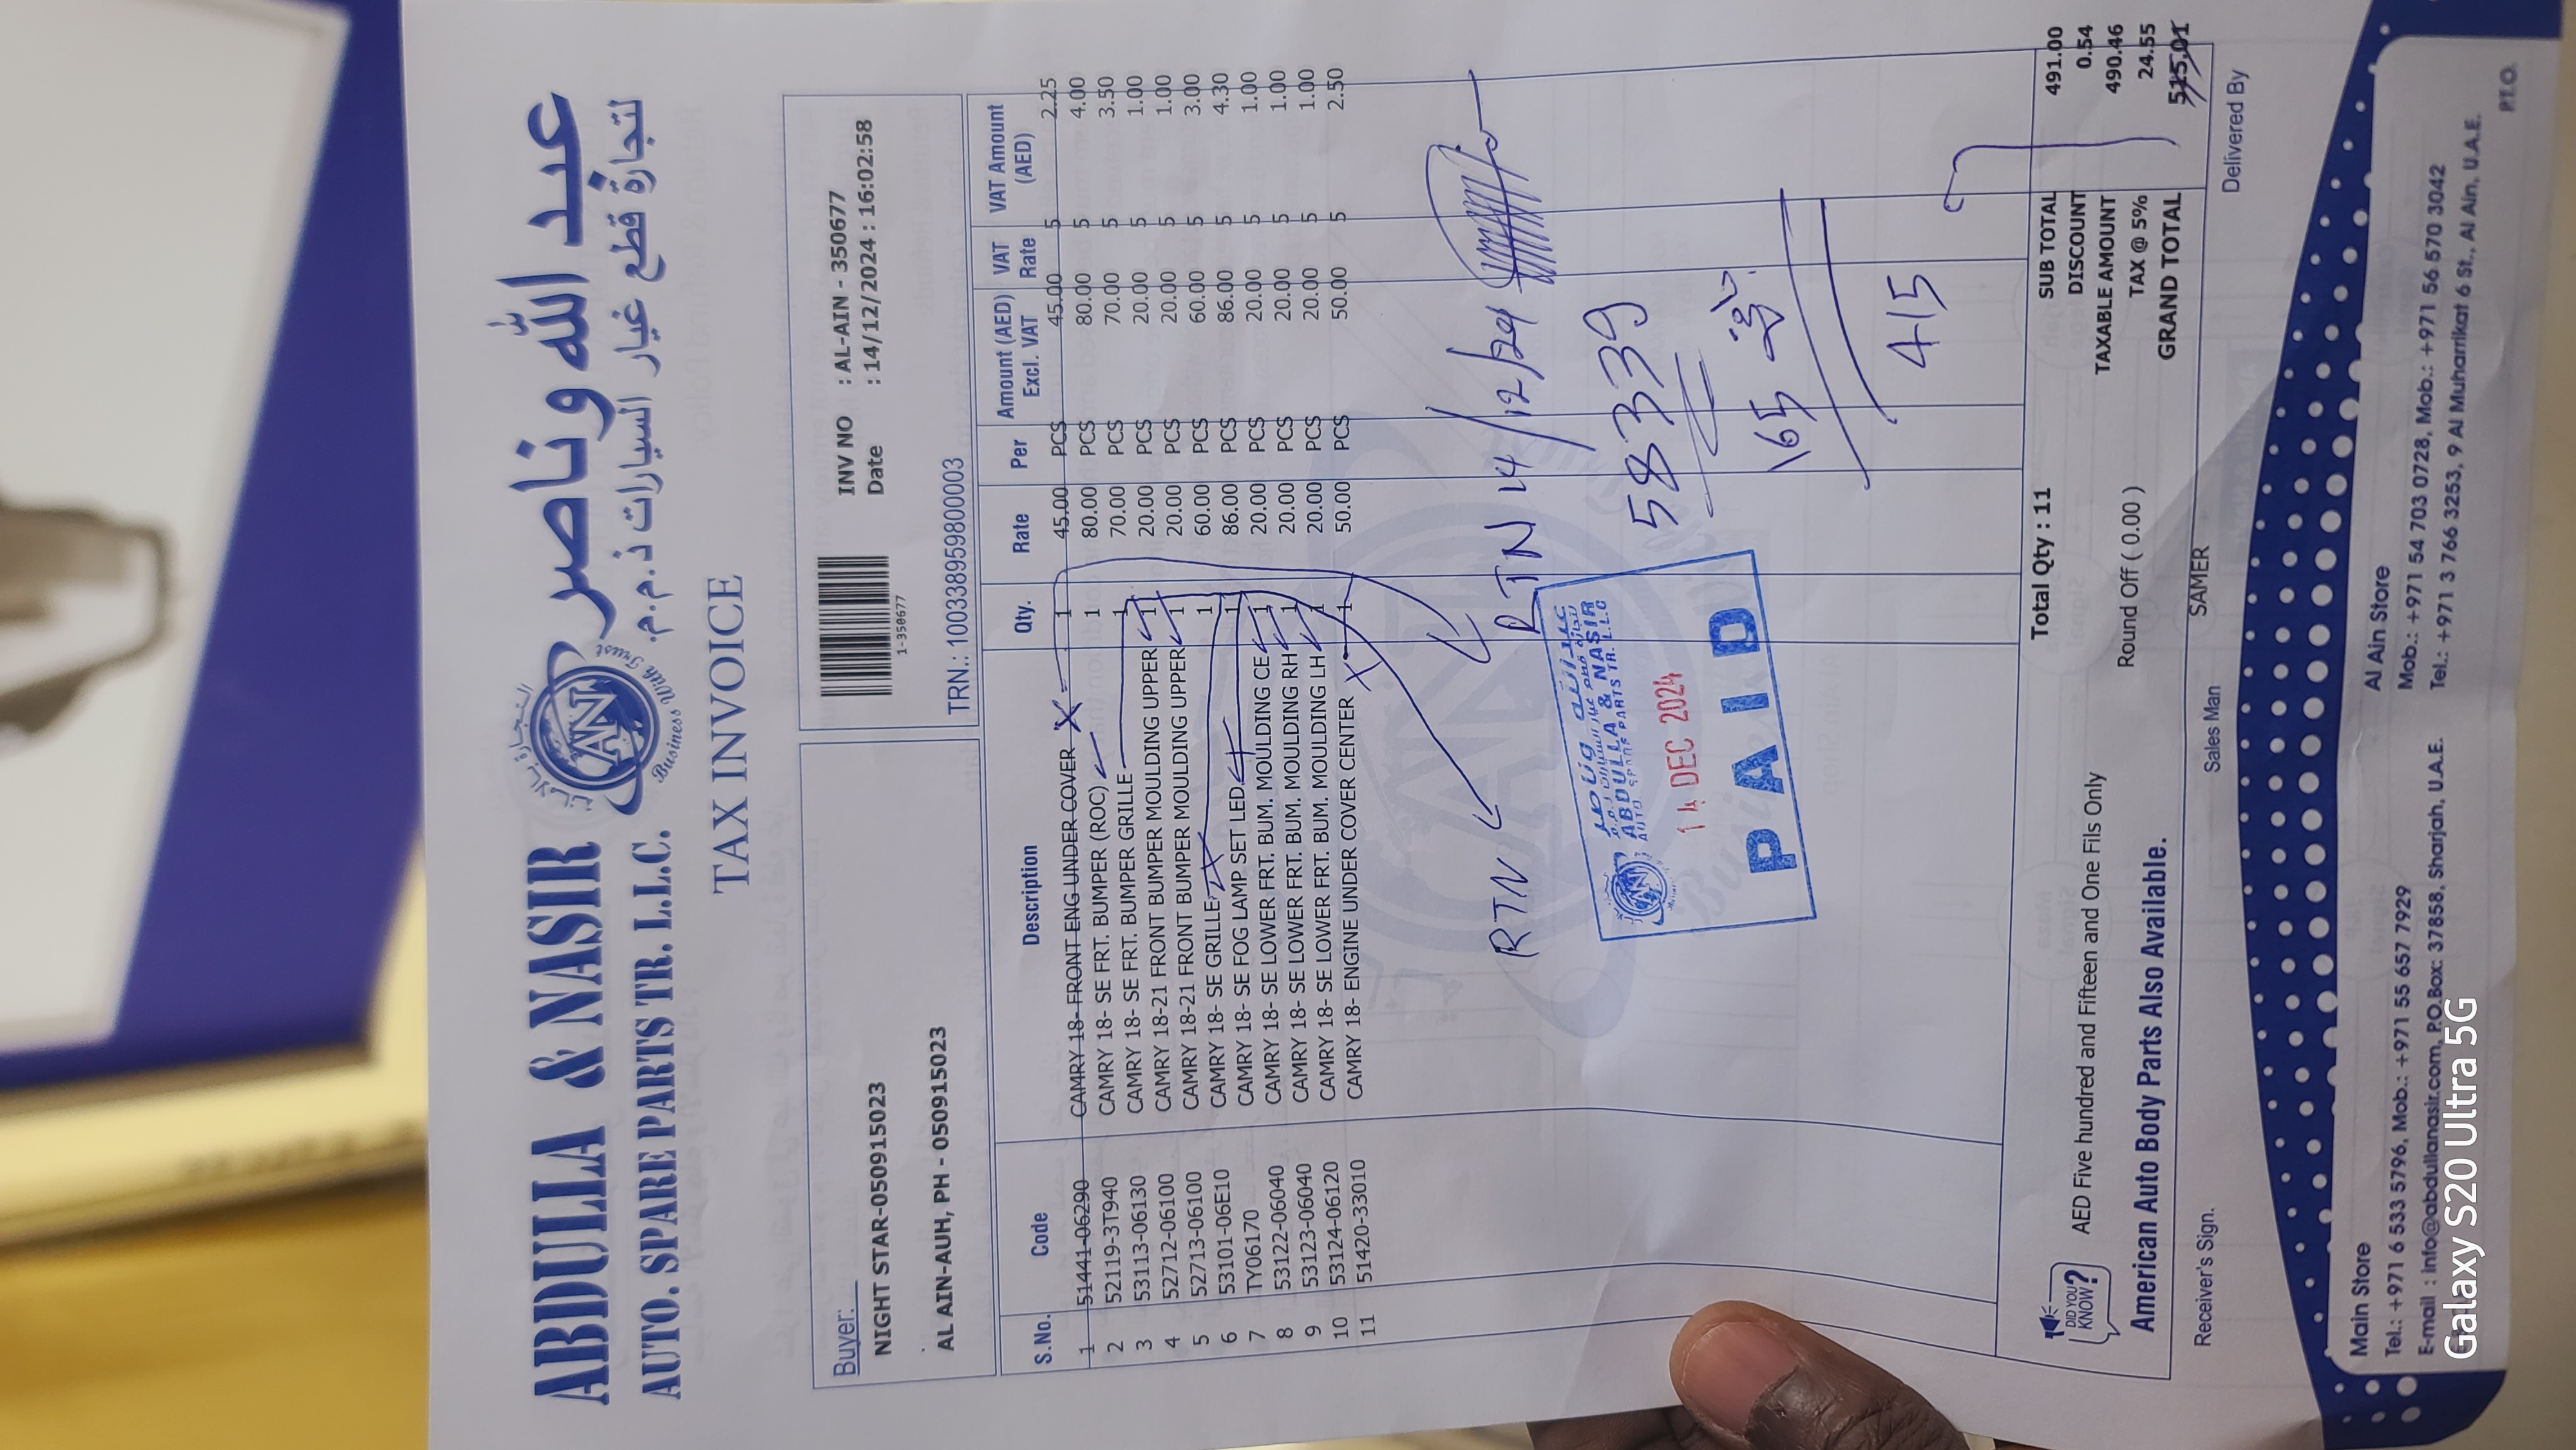 ABDULLA & NASIR
AUTO. SPARE PARTS TR. L.L.C.
عبد الله وناصر
لتجارة قطع غيار السيارات ذ.م.م.
AN
Business With Trust
TAX INVOICE
Buyer:
NIGHT STAR-0509915023
AL AIN-AUH, PH - 0509915023
1-350677
INV NO : AL-AIN - 350677
Date : 14/12/2024 : 16:02:58
TRN.: 100338959800003
S.No. Code Description Qty. Rate Per Amount (AED) Excl. VAT VAT Rate VAT Amount (AED)
1 51441-06290 CAMRY 18- FRONT ENG UNDER COVER X 1 45.00 PCS 45.00 5 2.25
2 52119-3T940 CAMRY 18- SE FRT. BUMPER (ROC) 1 80.00 PCS 80.00 5 4.00
3 53113-06130 CAMRY 18- SE FRT. BUMPER GRILLE 1 70.00 PCS 70.00 5 3.50
4 52712-06100 CAMRY 18-21 FRONT BUMPER MOULDING UPPER 1 20.00 PCS 20.00 5 1.00
5 52713-06100 CAMRY 18-21 FRONT BUMPER MOULDING UPPER 1 20.00 PCS 20.00 5 1.00
6 53101-06E10 CAMRY 18- SE GRILLE 1 60.00 PCS 60.00 5 3.00
7 TY06170 CAMRY 18- SE FOG LAMP SET LED 1 86.00 PCS 86.00 5 4.30
8 53122-06040 CAMRY 18- SE LOWER FRT. BUM. MOULDING CE 1 20.00 PCS 20.00 5 1.00
9 53123-06040 CAMRY 18- SE LOWER FRT. BUM. MOULDING RH 1 20.00 PCS 20.00 5 1.00
10 53124-06120 CAMRY 18- SE LOWER FRT. BUM. MOULDING LH 1 20.00 PCS 20.00 5 1.00
11 51420-33010 CAMRY 18- ENGINE UNDER COVER CENTER X 1 50.00 PCS 50.00 5 2.50
RTN
RTN 14/12/24
ABDULLA & NASIR
AUTO SPARE PARTS TR. L.L.C
14 DEC 2024
PAID
58339
165
415
Total Qty : 11
SUB TOTAL 491.00
DISCOUNT 0.54
AED Five hundred and Fifteen and One Fils Only
TAXABLE AMOUNT 490.46
Round Off ( 0.00 )
TAX @ 5% 24.55
GRAND TOTAL 515.01
DID YOU KNOW?
American Auto Body Parts Also Available.
SAMER
Receiver's Sign.
Sales Man
Delivered By
Main Store
Tel.: +971 6 533 5796, Mob.: +971 55 657 7929
E-mail : info@abdullanasir.com, P.O.Box: 37858, Sharjah, U.A.E.
Al Ain Store
Mob.: +971 54 703 0728, Mob.: +971 56 570 3042
Tel.: +971 3 766 3253, 9 Al Muharrikat 6 St., Al Ain, U.A.E.
P.T.O.
Galaxy S20 Ultra 5G